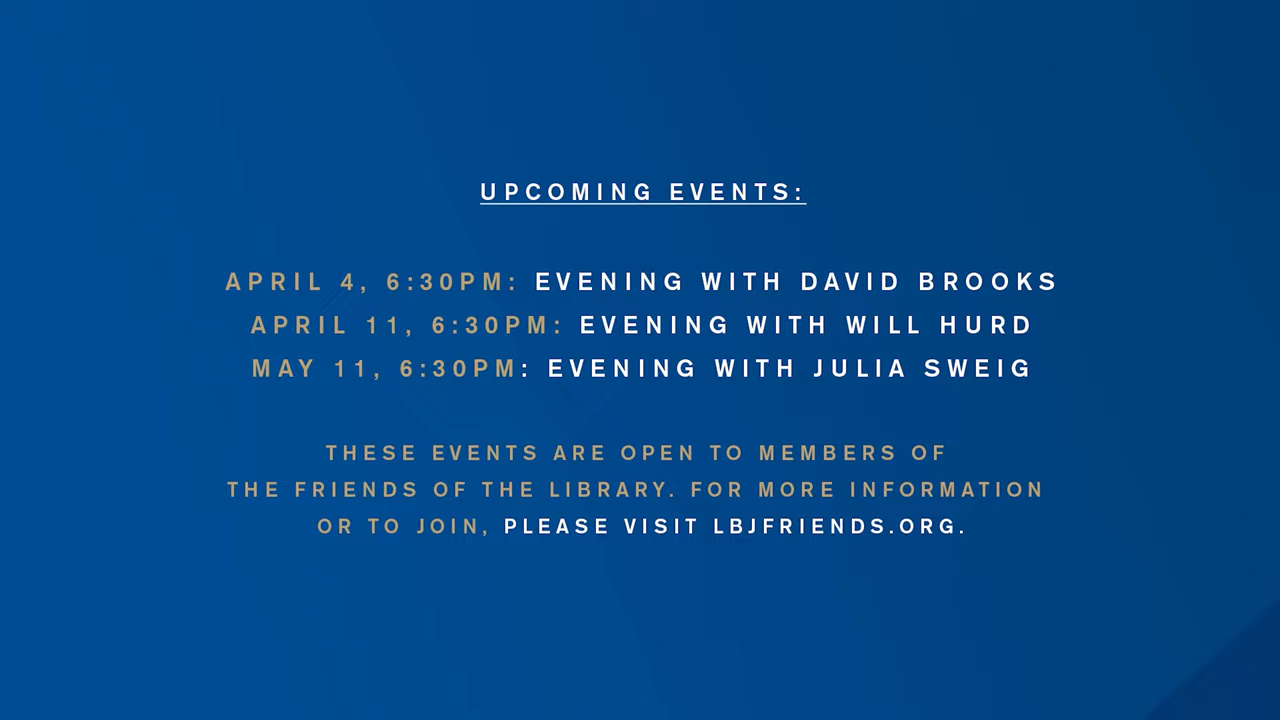 UPCOMING EVENTS:
APRIL 4, 6:30PM: EVENING WITH DAVID BROOKS
APRIL 11, 6:30PM: EVENING WITH WILL HURD
MAY 11, 6:30PM: EVENING WITH JULIA SWEIG
THESE EVENTS ARE OPEN TO MEMBERS OF
THE FRIENDS OF THE LIBRARY. FOR MORE INFORMATION
OR TO JOIN, PLEASE VISIT LBJFRIENDS.ORG.